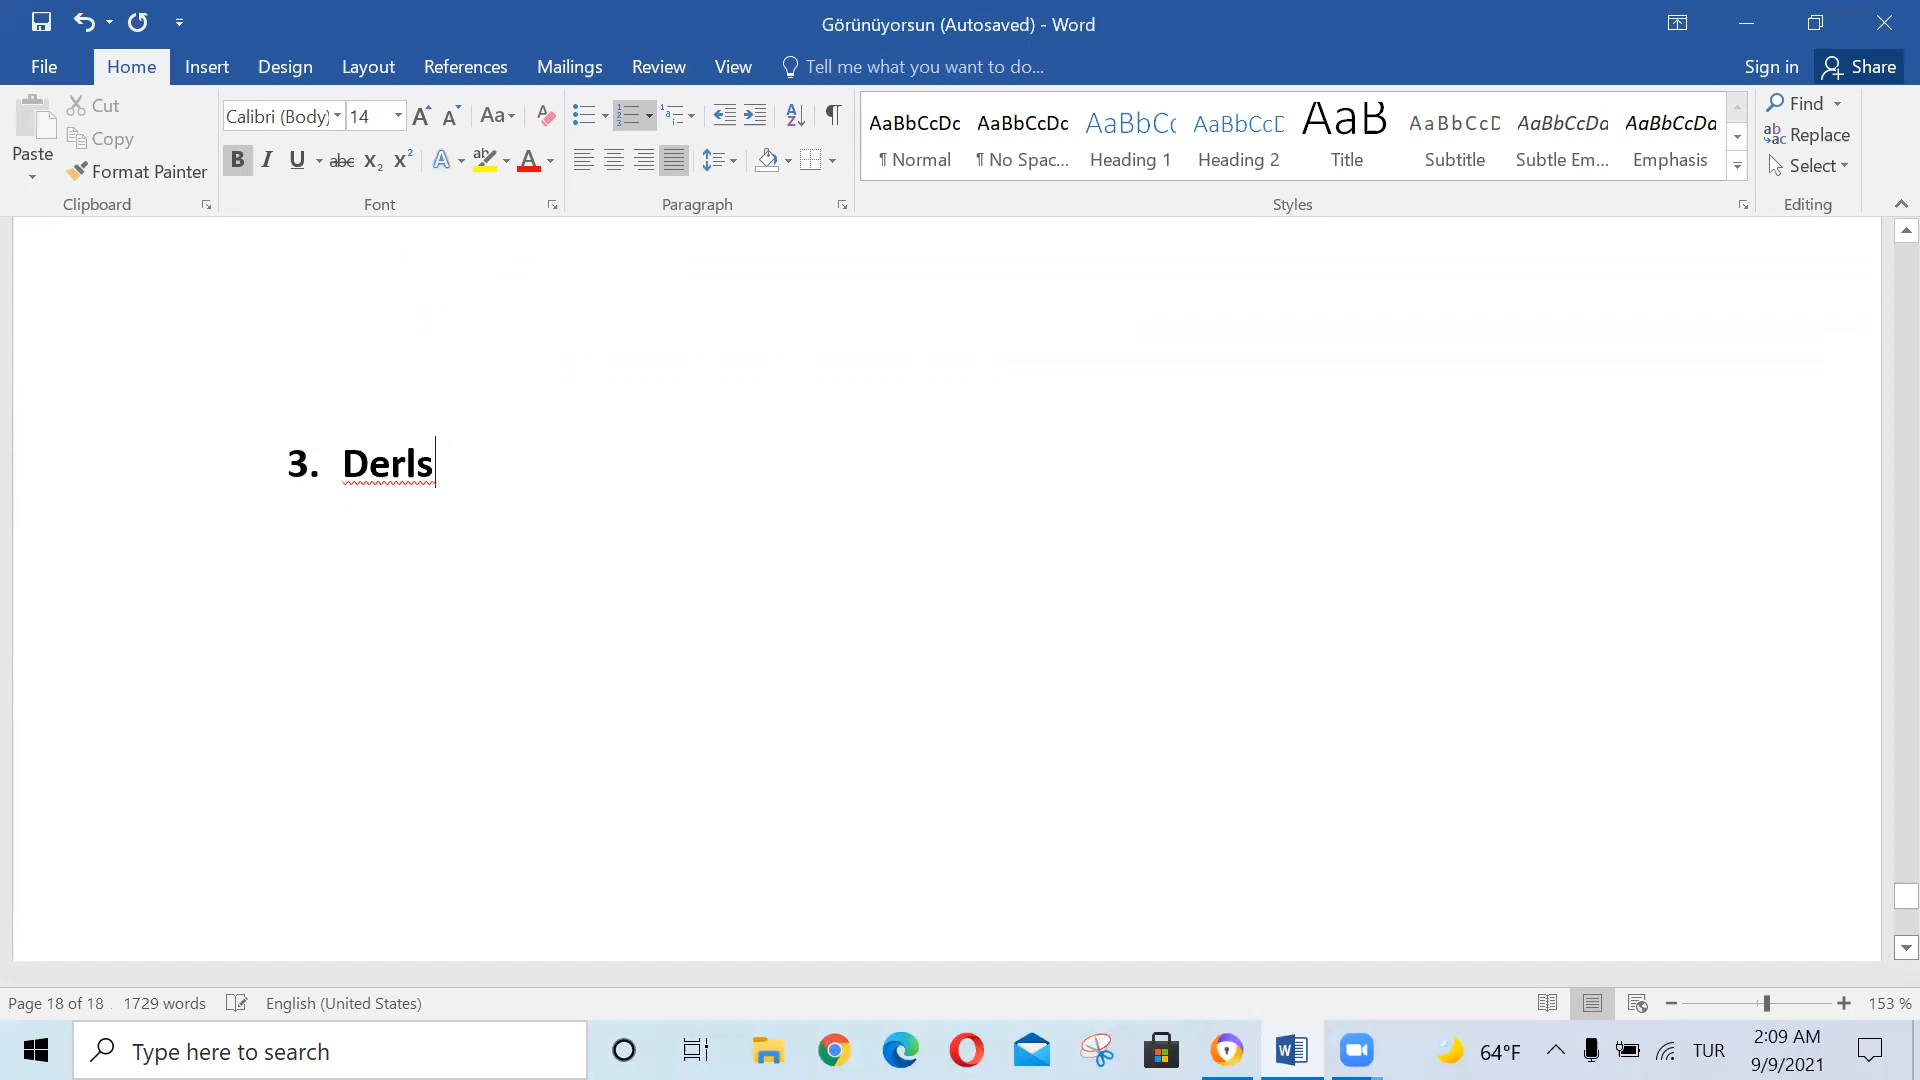 Görünüyorsun (Autosaved) - Word
File Home Insert Design Layout References Mailings Review View Tell me what you want to do... Sign in Share
Paste
Cut
Copy
Format Painter
Clipboard
Calibri (Body) 14
Font
Paragraph
AaBbCcDc AaBbCcDc AaBbCc AaBbCcD AaB AaBbCcD AaBbCcDa AaBbCcDa
¶ Normal ¶ No Spac... Heading 1 Heading 2 Title Subtitle Subtle Em... Emphasis
Styles
Find
Replace
Select
Editing
3. Derls
Page 18 of 18 1729 words English (United States) 153 %
Type here to search
64°F TUR 2:09 AM
9/9/2021